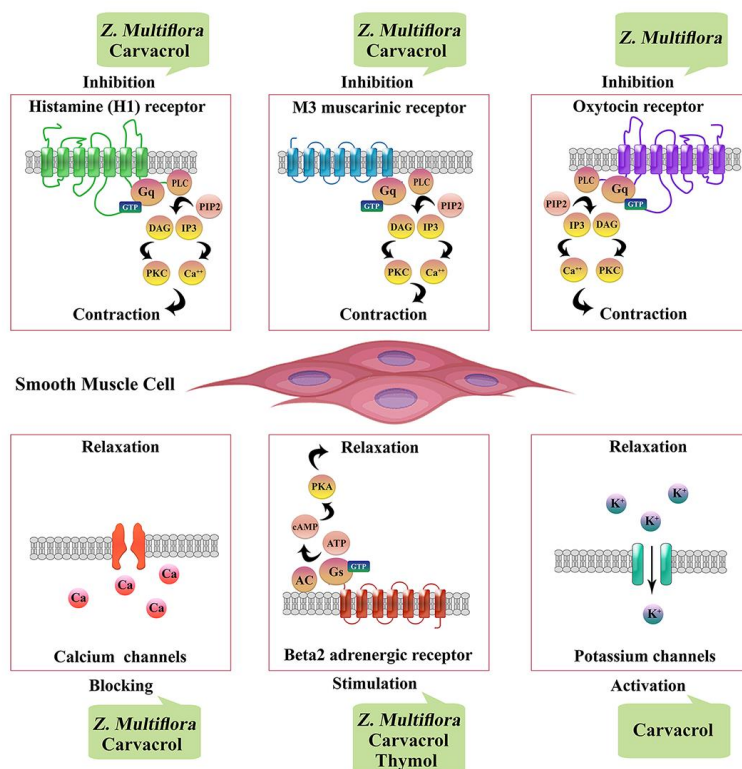 Z. Multiflora
Carvacrol
Inhibition
Histamine (H1) receptor
Gq
PLC
GTP
PIP2
DAG
IP3
PKC
Ca++
Contraction
Z. Multiflora
Carvacrol
Inhibition
M3 muscarinic receptor
Gq
PLC
GTP
PIP2
DAG
IP3
PKC
Ca++
Contraction
Z. Multiflora
Inhibition
Oxytocin receptor
PLC
Gq
GTP
PIP2
IP3
DAG
Ca++
PKC
Contraction
Smooth Muscle Cell
Relaxation
Ca
Ca
Ca
Ca
Calcium channels
Blocking
Z. Multiflora
Carvacrol
Relaxation
PKA
cAMP
ATP
AC
Gs
GTP
Beta2 adrenergic receptor
Stimulation
Z. Multiflora
Carvacrol
Thymol
Relaxation
K+
K+
K+
K+
Potassium channels
Activation
Carvacrol